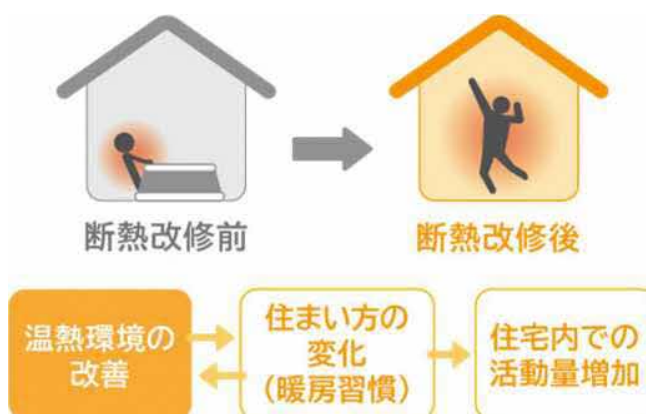 断熱改修前
断熱改修後
温熱環境の
改善
住まい方の
変化
(暖房習慣)
住宅内での
活動量増加